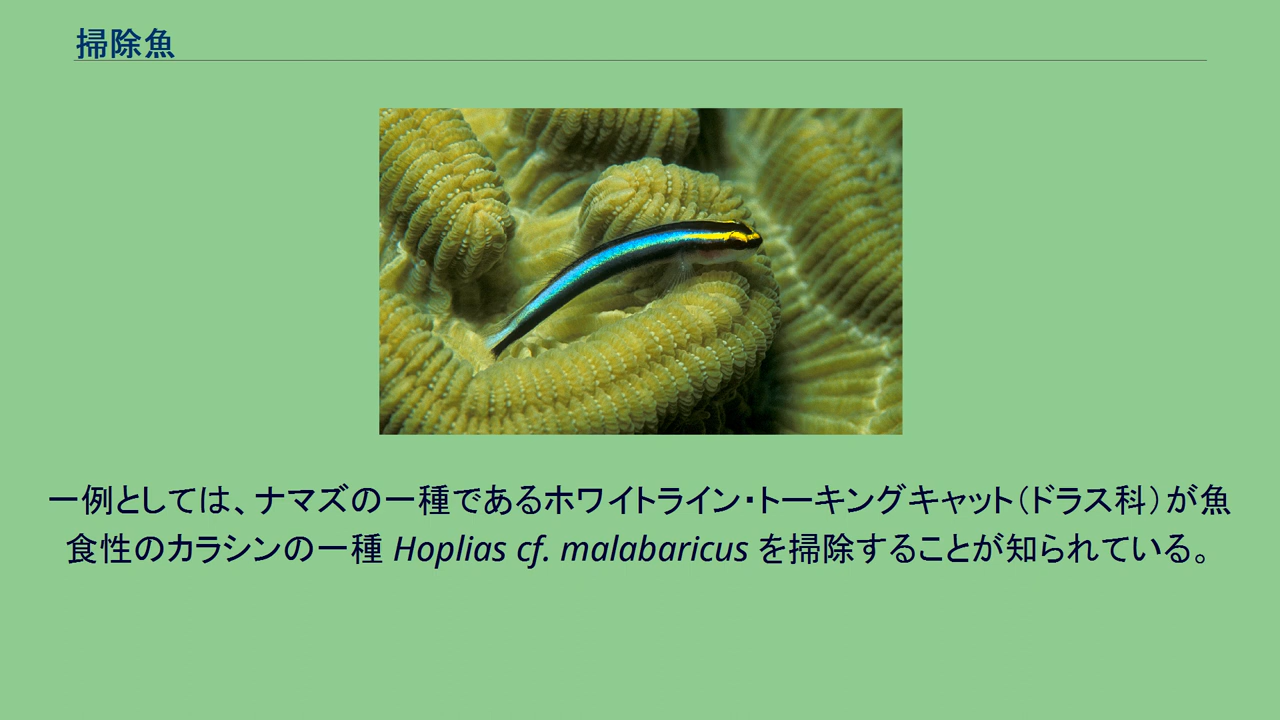 掃除魚
一例としては、ナマズの一種であるホワイトライン・トーキングキャット（ドラス科）が魚
食性のカラシンの一種 Hoplias cf. malabaricus を掃除することが知られている。